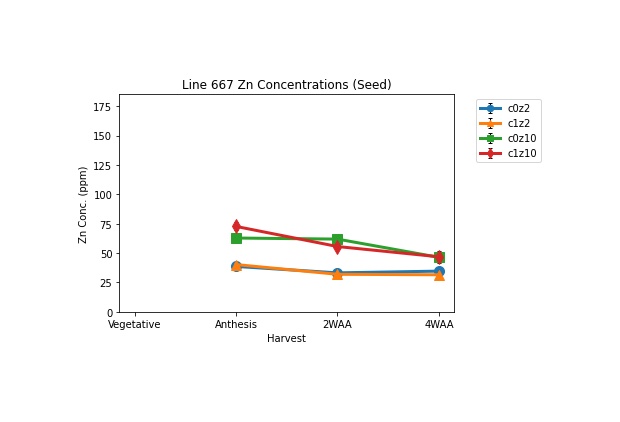 Line 667 Zn Concentrations (Seed)
175
150
125
100
75
50
25
0
Zn Conc. (ppm)
Vegetative Anthesis 2WAA 4WAA
Harvest
c0z2
c1z2
c0z10
c1z10